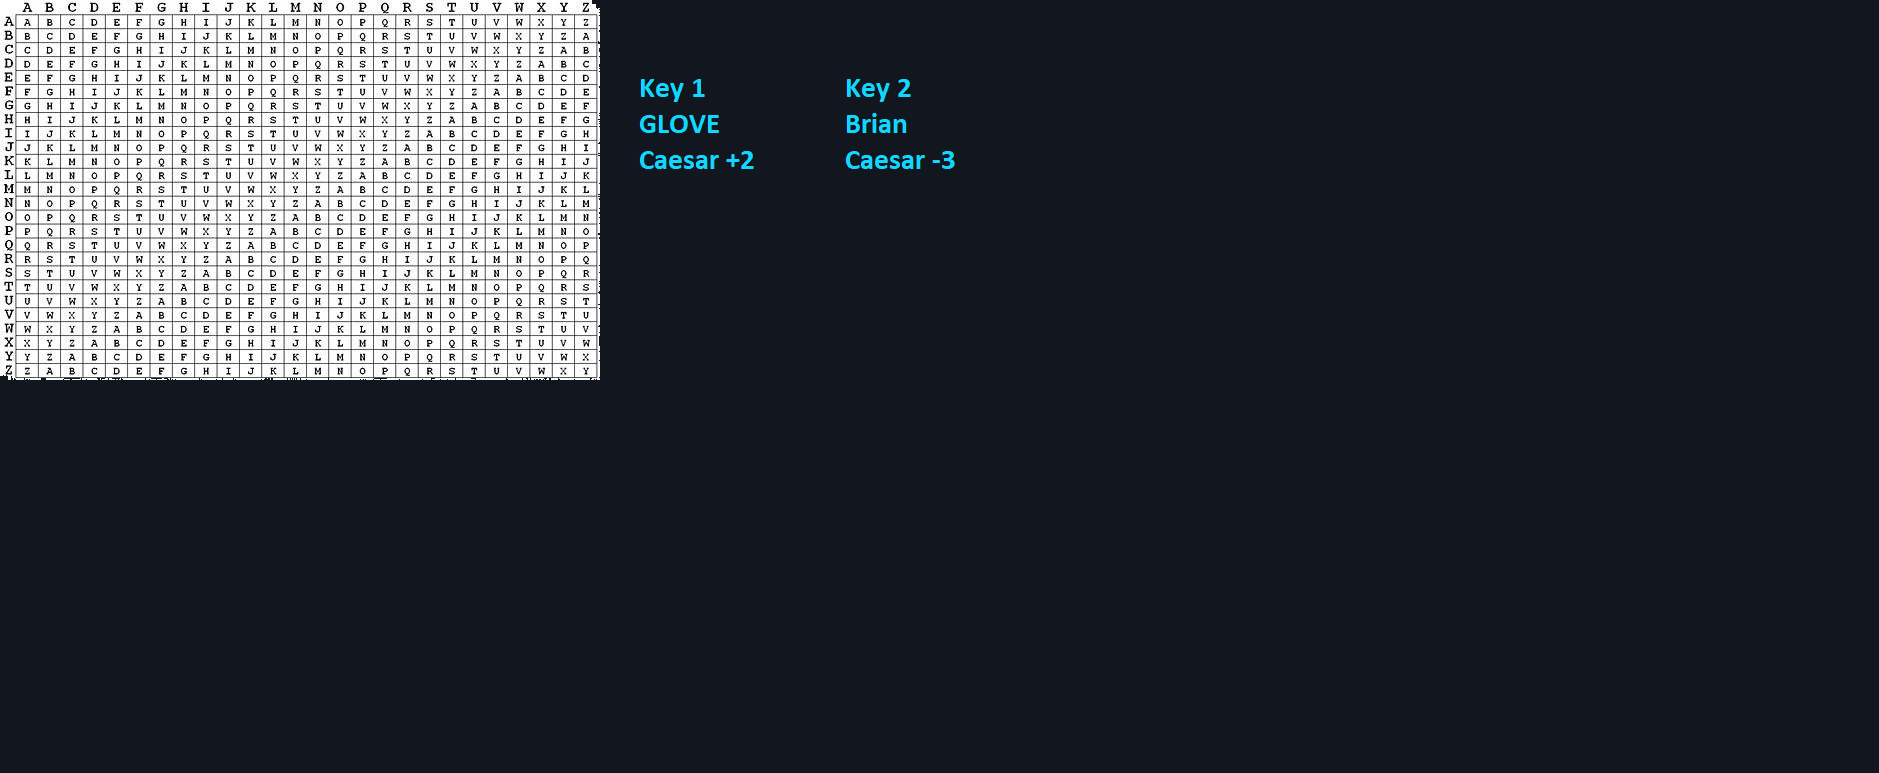 A B C D E F G H I J K L M N O P Q R S T U V W X Y Z
A A B C D E F G H I J K L M N O P Q R S T U V W X Y Z
B B C D E F G H I J K L M N O P Q R S T U V W X Y Z A
C C D E F G H I J K L M N O P Q R S T U V W X Y Z A B
D D E F G H I J K L M N O P Q R S T U V W X Y Z A B C
E E F G H I J K L M N O P Q R S T U V W X Y Z A B C D
F F G H I J K L M N O P Q R S T U V W X Y Z A B C D E
G G H I J K L M N O P Q R S T U V W X Y Z A B C D E F
H H I J K L M N O P Q R S T U V W X Y Z A B C D E F G
I I J K L M N O P Q R S T U V W X Y Z A B C D E F G H
J J K L M N O P Q R S T U V W X Y Z A B C D E F G H I
K K L M N O P Q R S T U V W X Y Z A B C D E F G H I J
L L M N O P Q R S T U V W X Y Z A B C D E F G H I J K
M M N O P Q R S T U V W X Y Z A B C D E F G H I J K L
N N O P Q R S T U V W X Y Z A B C D E F G H I J K L M
O O P Q R S T U V W X Y Z A B C D E F G H I J K L M N
P P Q R S T U V W X Y Z A B C D E F G H I J K L M N O
Q Q R S T U V W X Y Z A B C D E F G H I J K L M N O P
R R S T U V W X Y Z A B C D E F G H I J K L M N O P Q
S S T U V W X Y Z A B C D E F G H I J K L M N O P Q R
T T U V W X Y Z A B C D E F G H I J K L M N O P Q R S
U U V W X Y Z A B C D E F G H I J K L M N O P Q R S T
V V W X Y Z A B C D E F G H I J K L M N O P Q R S T U
W W X Y Z A B C D E F G H I J K L M N O P Q R S T U V
X X Y Z A B C D E F G H I J K L M N O P Q R S T U V W
Y Y Z A B C D E F G H I J K L M N O P Q R S T U V W X
Z Z A B C D E F G H I J K L M N O P Q R S T U V W X Y
Key 1
GLOVE
Caesar +2
Key 2
Brian
Caesar -3